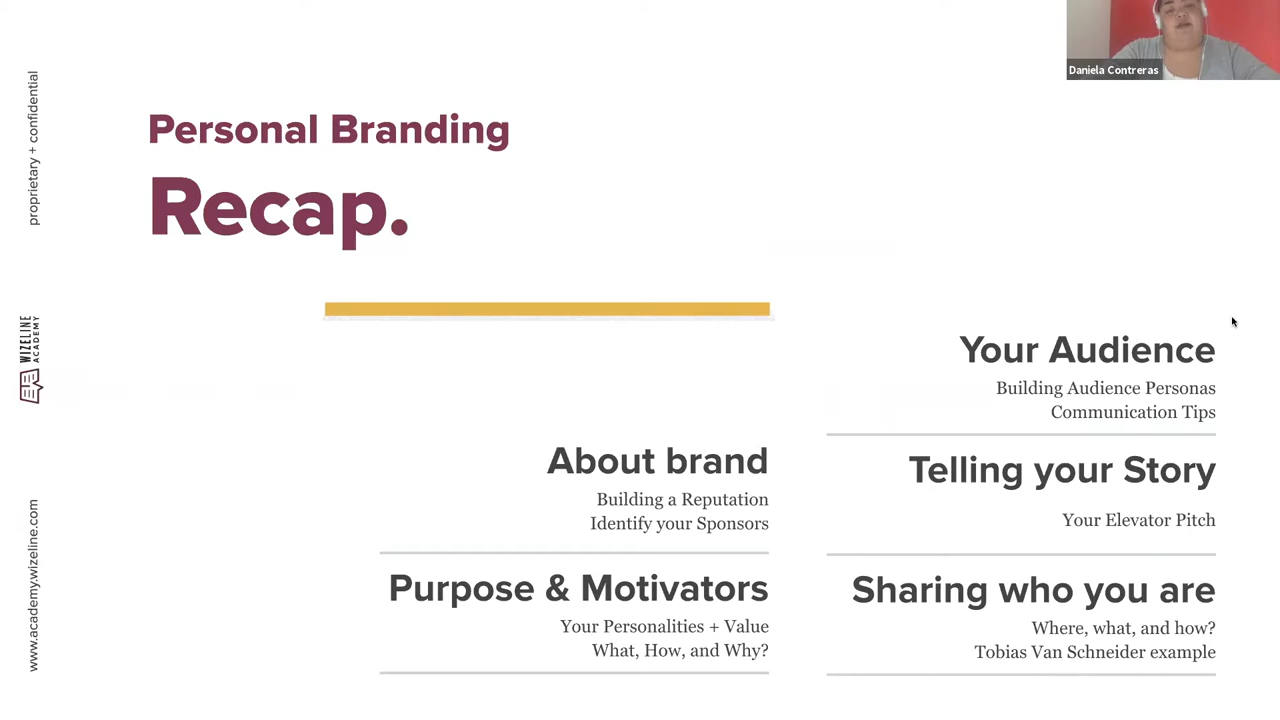 Daniela Contreras
proprietary + confidential
WIZELINE
ACADEMY
www.academy.wizeline.com
Personal Branding
Recap.
About brand
Building a Reputation
Identify your Sponsors
Purpose & Motivators
Your Personalities + Value
What, How, and Why?
Your Audience
Building Audience Personas
Communication Tips
Telling your Story
Your Elevator Pitch
Sharing who you are
Where, what, and how?
Tobias Van Schneider example